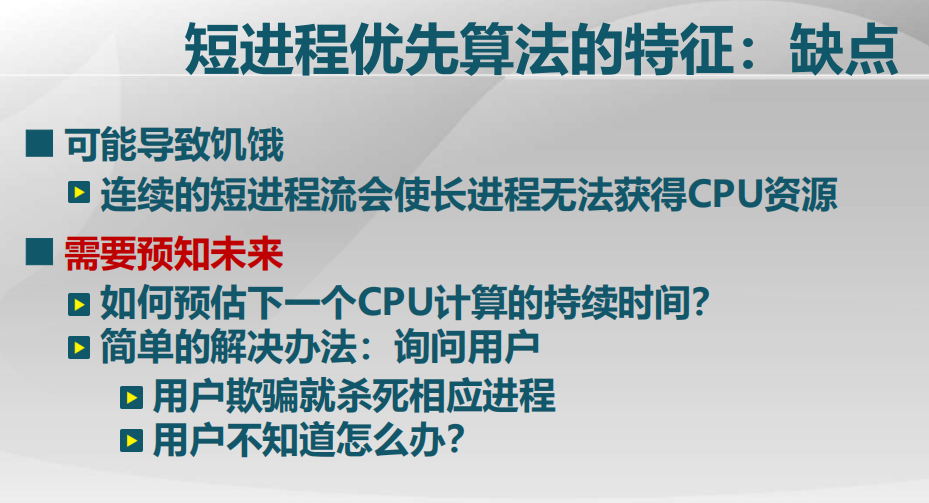 短进程优先算法的特征：缺点
可能导致饥饿
连续的短进程流会使长进程无法获得CPU资源
需要预知未来
如何预估下一个CPU计算的持续时间？
简单的解决办法：询问用户
用户欺骗就杀死相应进程
用户不知道怎么办？